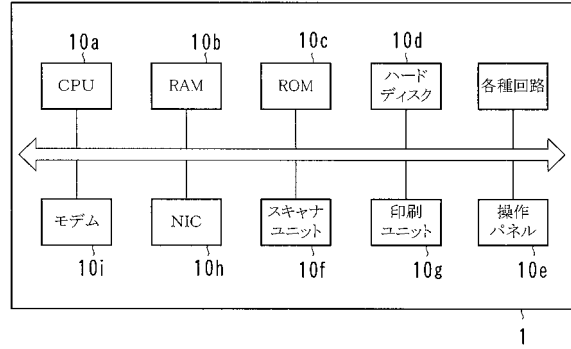 10a 10b 10c 10d
CPU RAM ROM ハード
ディスク 各種回路
モデム NIC スキャナ
ユニット 印刷
ユニット 操作
パネル
10i 10h 10f 10g 10e
1